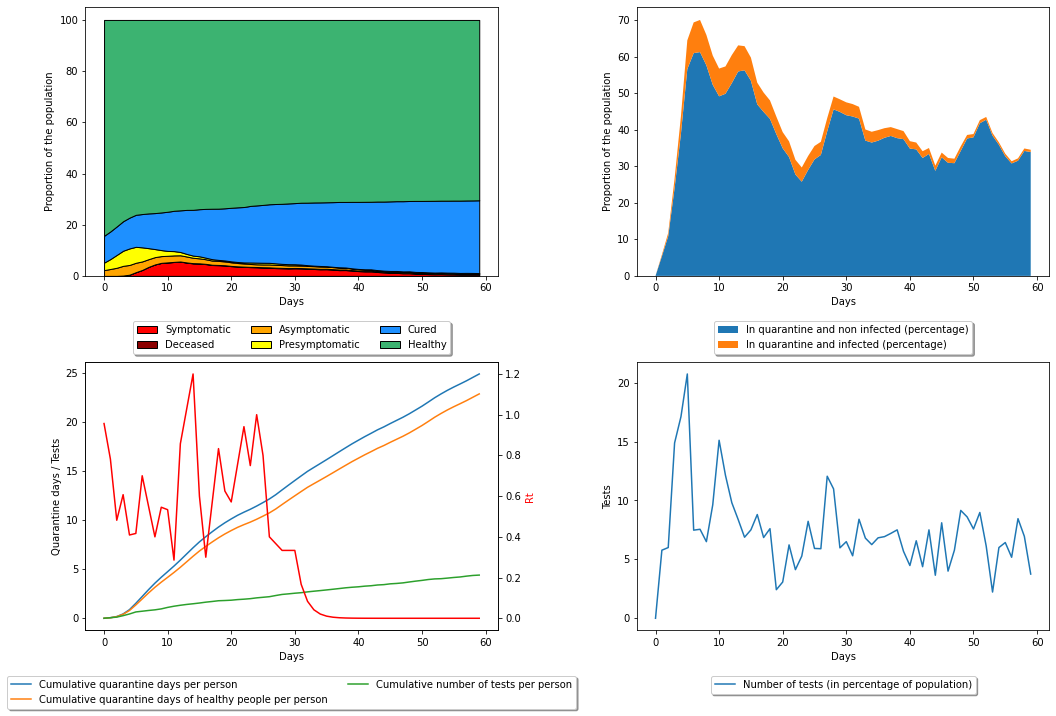 100
80
60
40
20
0
Proportion of the population
0 10 20 30 40 50 60
Days
Symptomatic Asymptomatic Cured
Deceased Presymptomatic Healthy
70
60
50
40
30
20
10
0
Proportion of the population
0 10 20 30 40 50 60
Days
In quarantine and non infected (percentage)
In quarantine and infected (percentage)
25
20
15
10
5
0
Quarantine days / Tests
1.2
1.0
0.8
0.6
0.4
0.2
0.0
Rt
0 10 20 30 40 50 60
Days
Cumulative quarantine days per person Cumulative number of tests per person
Cumulative quarantine days of healthy people per person
20
15
10
5
0
Tests
0 10 20 30 40 50 60
Days
Number of tests (in percentage of population)